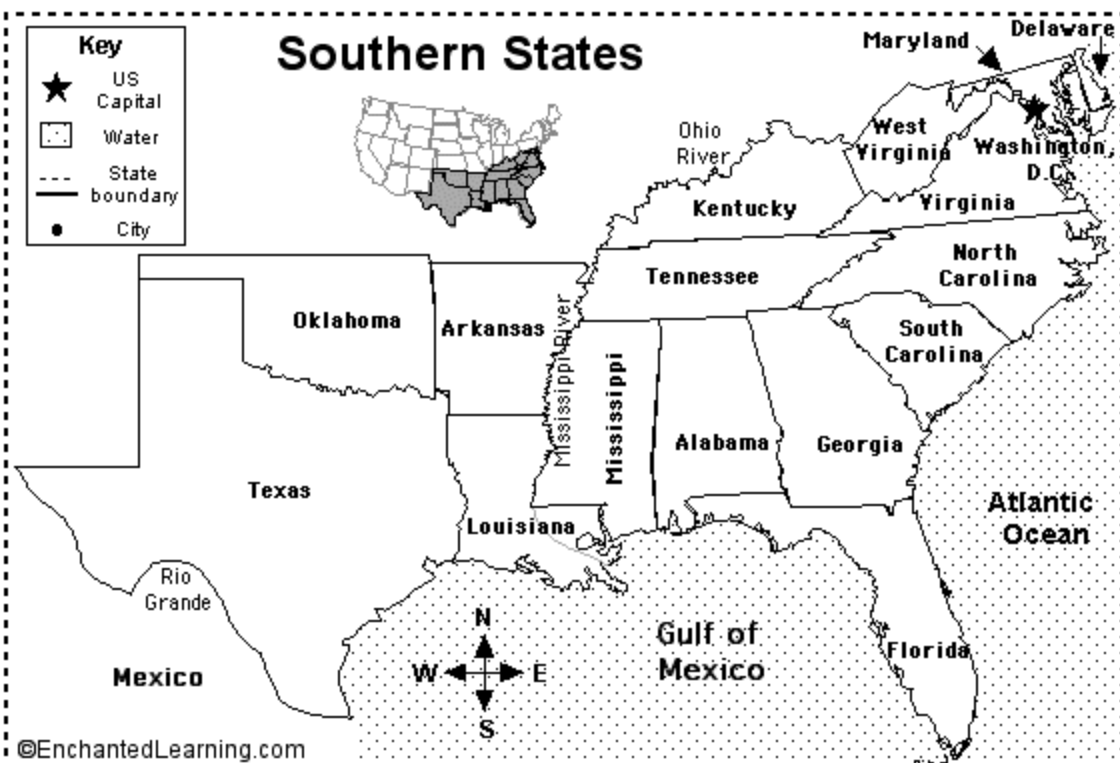 Southern States
Key
US
Capital
Water
State
boundary
City
Maryland
Delaware
Ohio
River
West
Virginia
Washington,
D.C.
Kentucky
Virginia
Tennessee
North
Carolina
Oklahoma
Arkansas
Mississippi River
Mississippi
South
Carolina
Alabama
Georgia
Texas
Louisiana
Atlantic
Ocean
Rio
Grande
Gulf of
Mexico
Florida
Mexico
N
W
E
S
©EnchantedLearning.com